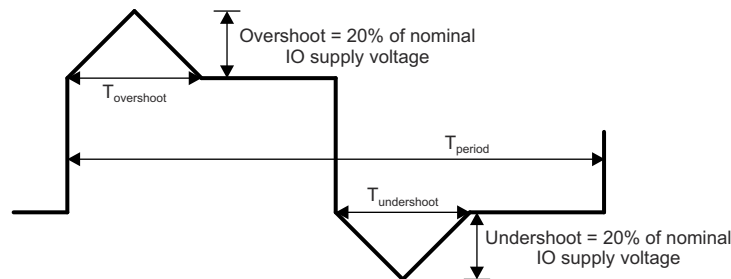 Overshoot = 20% of nominal
IO supply voltage
Tovershoot
Tperiod
Tundershoot
Undershoot = 20% of nominal
IO supply voltage